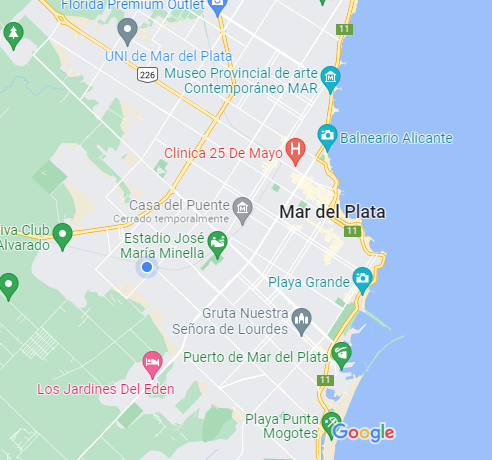 Florida Premium Outlet
11
UNI de Mar del Plata
226
Museo Provincial de arte
Contemporáneo MAR
Balneario Alicante
Clinica 25 De Mayo
Casa del Puente
Cerrado temporalmente
Mar del Plata
11
iva-Club
Alvarado
Estadio José
María Minella
Playa Grande
Gruta Nuestra
Señora de Lourdes
Puerto de Mar del Plata
Los Jardines Del Eden
11
Playa Punta
Mogotes
Google